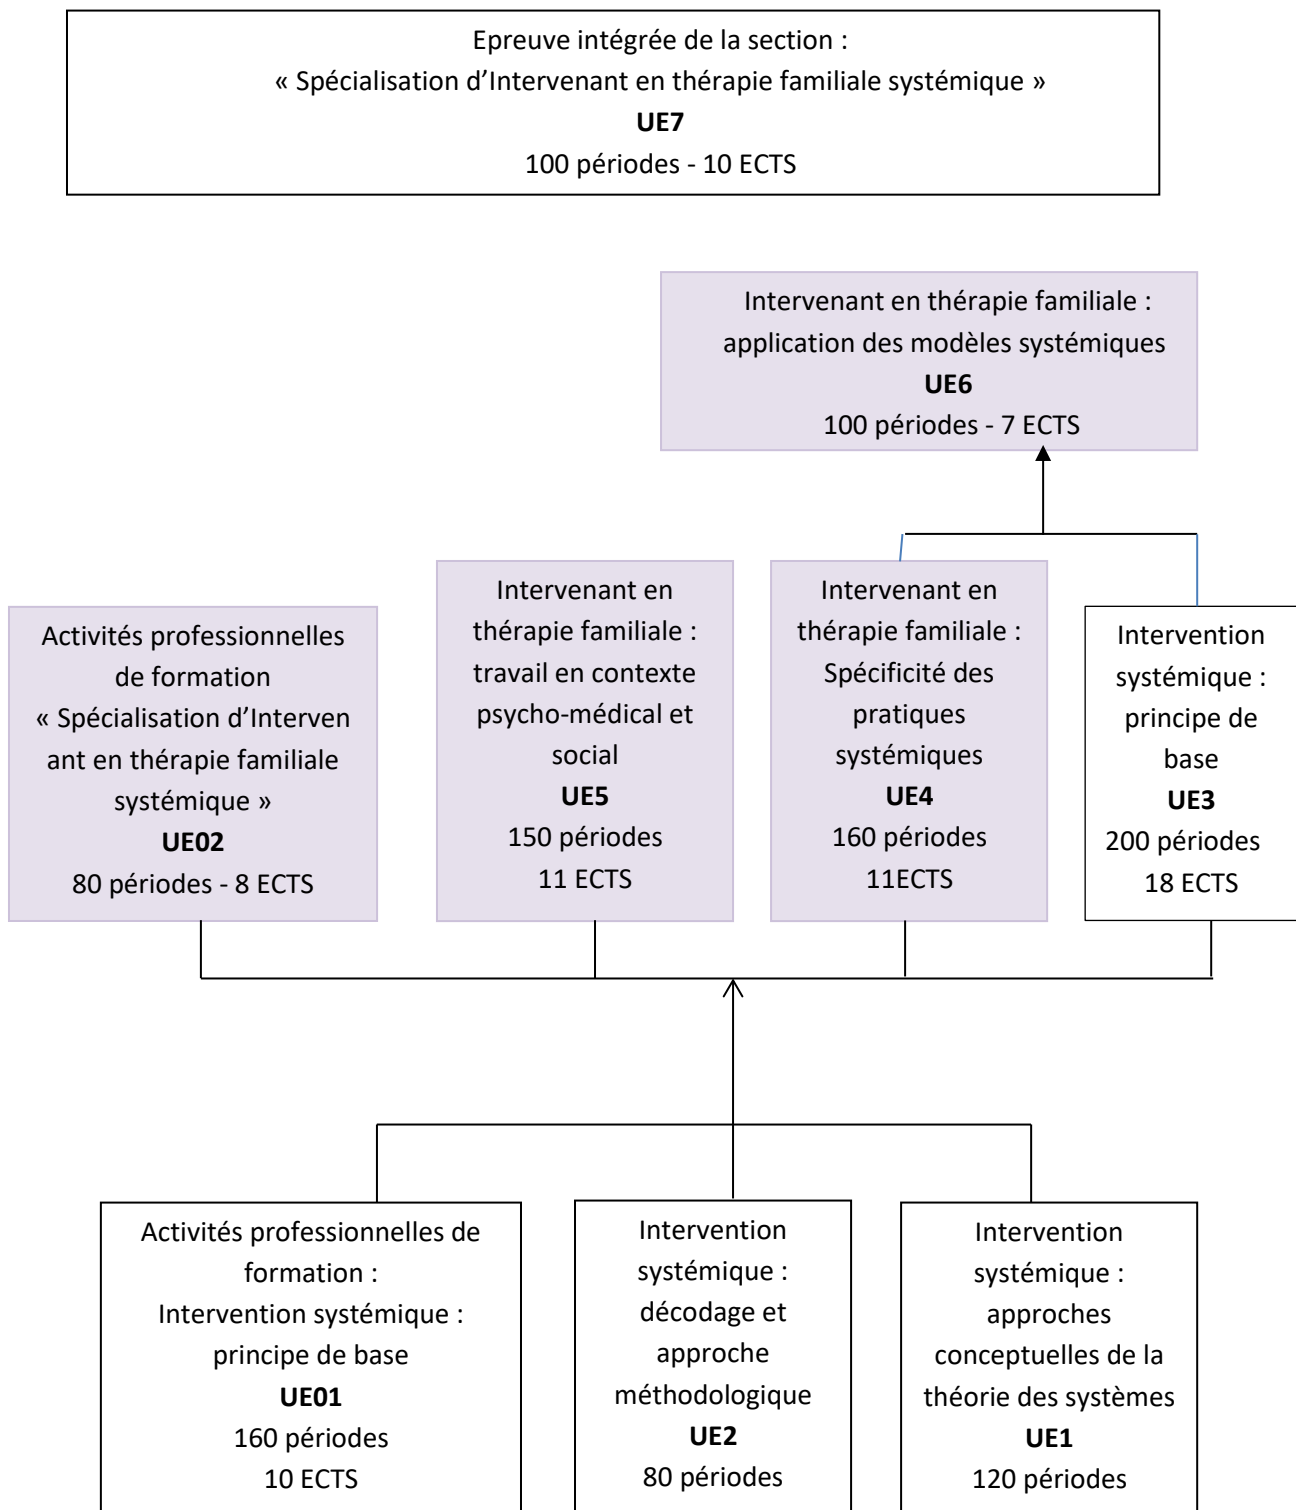 Epreuve intégrée de la section :
« Spécialisation d’Intervenant en thérapie familiale systémique »
UE7
100 périodes - 10 ECTS
Intervenant en thérapie familiale :
application des modèles systémiques
UE6
100 périodes - 7 ECTS
Activités professionnelles
de formation
« Spécialisation d’Interven
ant en thérapie familiale
systémique »
UE02
80 périodes - 8 ECTS
Intervenant en
thérapie familiale :
travail en contexte
psycho-médical et
social
UE5
150 périodes
11 ECTS
Intervenant en
thérapie familiale :
Spécificité des
pratiques
systémiques
UE4
160 périodes
11ECTS
Intervention
systémique :
principe de
base
UE3
200 périodes
18 ECTS
Activités professionnelles de
formation :
Intervention systémique :
principe de base
UE01
160 périodes
10 ECTS
Intervention
systémique :
décodage et
approche
méthodologique
UE2
80 périodes
Intervention
systémique :
approches
conceptuelles de la
théorie des systèmes
UE1
120 périodes